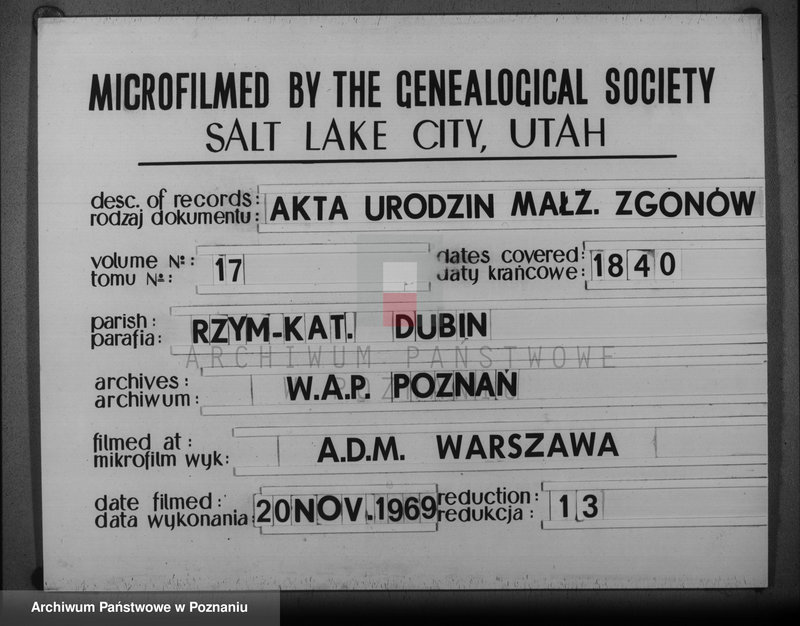 MICROFILMED BY THE GENEALOGICAL SOCIETY
SALT LAKE CITY, UTAH
desc. of records:
rodzaj dokumentu: AKTA URODZIN MAŁŻ. ZGONÓW
volume No: dates covered:
tomu No: 17 daty krańcowe: 1840
parish:
parafia: RZYM-KAT. DUBIN
ARCHIWUM PAŃSTWOWE
POZNANIU
archives:
archiwum: W.A.P. POZNAŃ
filmed at:
mikrofilm wyk: A.D.M. WARSZAWA
date filmed: reduction:
data wykonania: 20 NOV. 1969 redukcja: 13
Archiwum Państwowe w Poznaniu